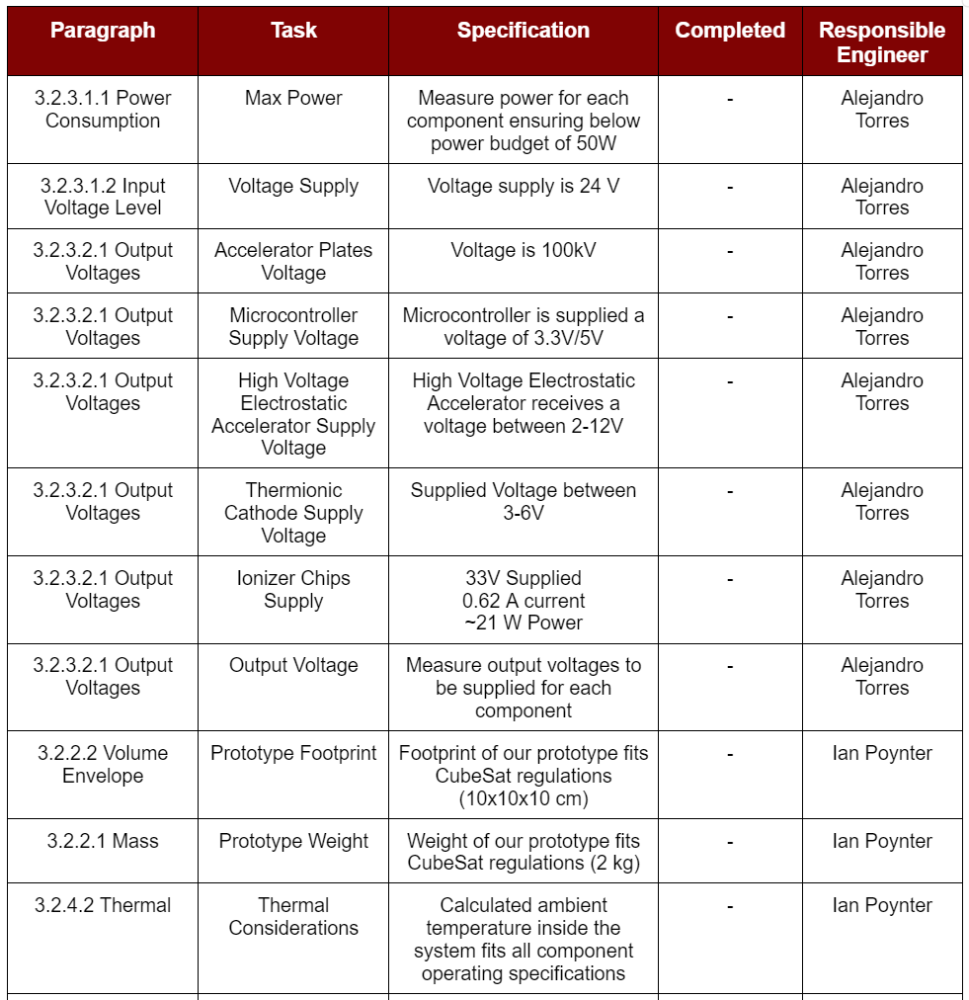 Paragraph Task Specification Completed Responsible Engineer
3.2.3.1.1 Power Consumption Max Power Measure power for each component ensuring below power budget of 50W - Alejandro Torres
3.2.3.1.2 Input Voltage Level Voltage Supply Voltage supply is 24 V - Alejandro Torres
3.2.3.2.1 Output Voltages Accelerator Plates Voltage Voltage is 100kV - Alejandro Torres
3.2.3.2.1 Output Voltages Microcontroller Supply Voltage Microcontroller is supplied a voltage of 3.3V/5V - Alejandro Torres
3.2.3.2.1 Output Voltages High Voltage Electrostatic Accelerator Supply Voltage High Voltage Electrostatic Accelerator receives a voltage between 2-12V - Alejandro Torres
3.2.3.2.1 Output Voltages Thermionic Cathode Supply Voltage Supplied Voltage between 3-6V - Alejandro Torres
3.2.3.2.1 Output Voltages Ionizer Chips Supply 33V Supplied 0.62 A current ~21 W Power - Alejandro Torres
3.2.3.2.1 Output Voltages Output Voltage Measure output voltages to be supplied for each component - Alejandro Torres
3.2.2.2 Volume Envelope Prototype Footprint Footprint of our prototype fits CubeSat regulations (10x10x10 cm) - Ian Poynter
3.2.2.1 Mass Prototype Weight Weight of our prototype fits CubeSat regulations (2 kg) - Ian Poynter
3.2.4.2 Thermal Thermal Considerations Calculated ambient temperature inside the system fits all component operating specifications - Ian Poynter